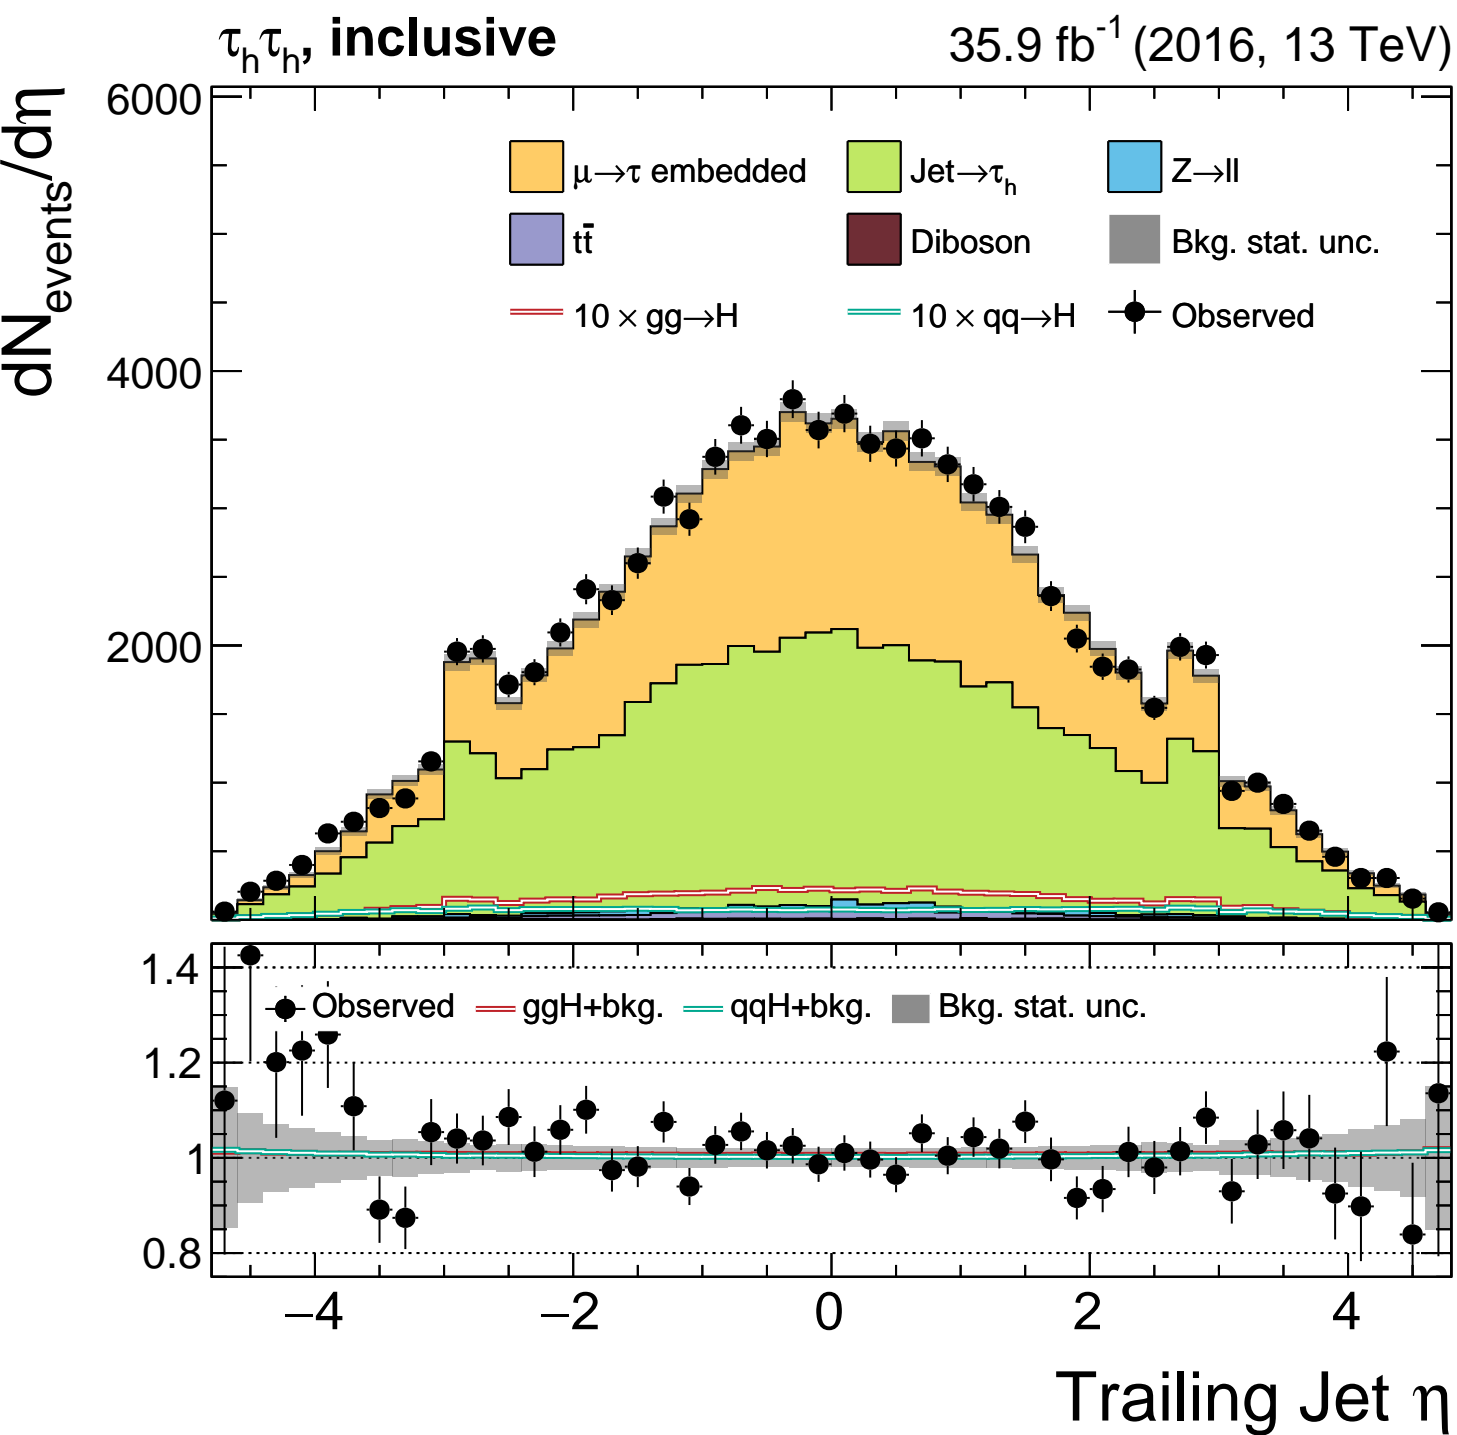 τhτh, inclusive 35.9 fb-1 (2016, 13 TeV)
dNevents/dη
6000
4000
2000
μ→τ embedded Jet→τh Z→ll
tt̄ Diboson Bkg. stat. unc.
10 × gg→H 10 × qq→H Observed
1.4
1.2
1
0.8
Observed ggH+bkg. qqH+bkg. Bkg. stat. unc.
−4 −2 0 2 4
Trailing Jet η